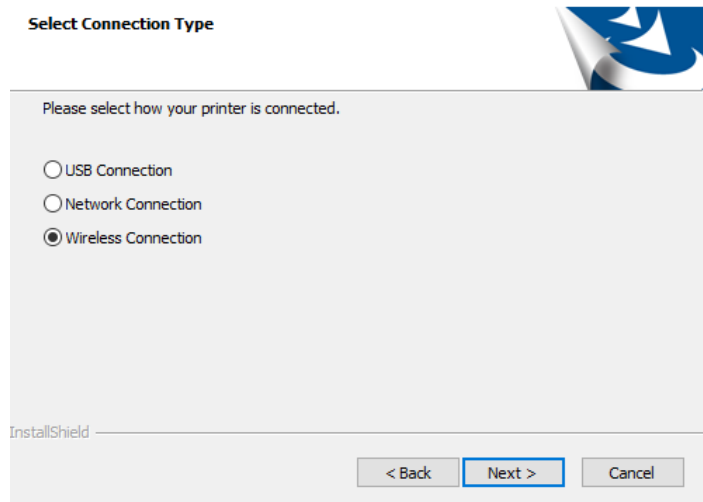 Select Connection Type
Please select how your printer is connected.
USB Connection
Network Connection
Wireless Connection
InstallShield
< Back Next > Cancel